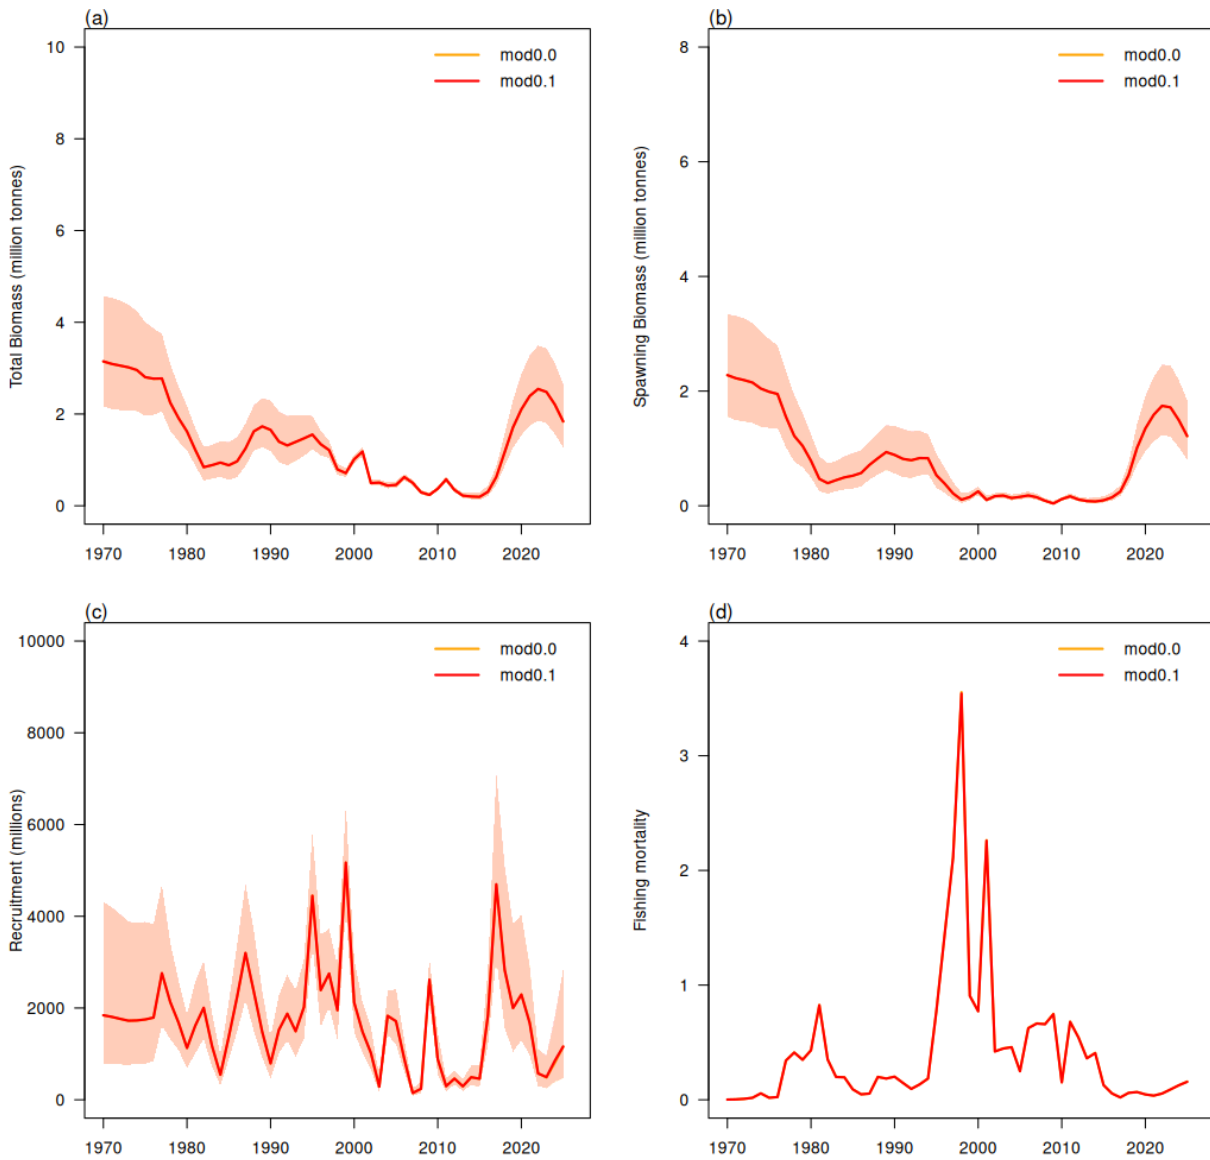 (a)
mod0.0
mod0.1
Total Biomass (million tonnes)
10
8
6
4
2
0
1970 1980 1990 2000 2010 2020
(b)
mod0.0
mod0.1
Spawning Biomass (million tonnes)
8
6
4
2
0
1970 1980 1990 2000 2010 2020
(c)
mod0.0
mod0.1
Recruitment (millions)
10000
8000
6000
4000
2000
0
1970 1980 1990 2000 2010 2020
(d)
mod0.0
mod0.1
Fishing mortality
4
3
2
1
0
1970 1980 1990 2000 2010 2020